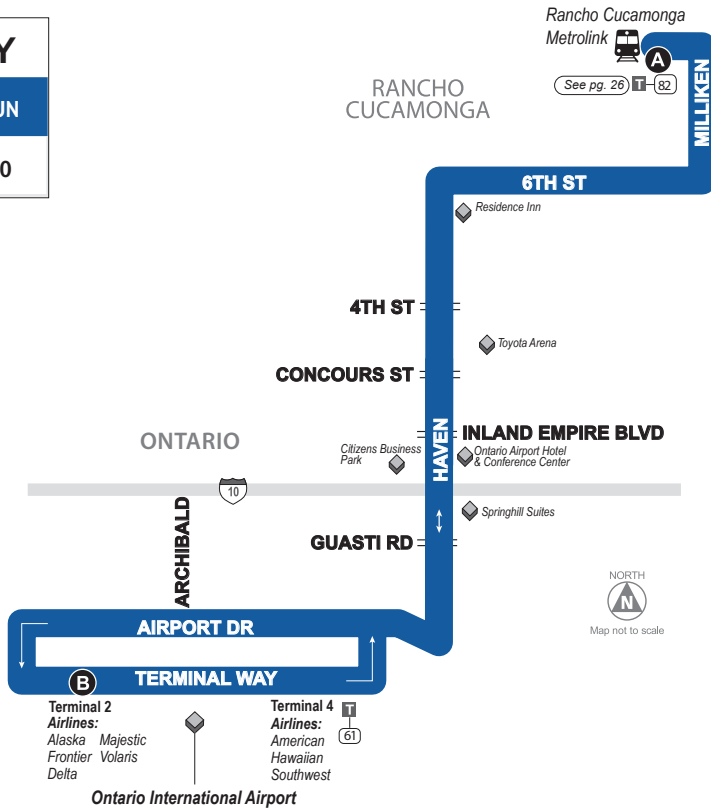 Rancho Cucamonga
Metrolink
A
See pg. 26 T 82
Y
UN
0
RANCHO
CUCAMONGA
MILLIKEN
6TH ST
Residence Inn
4TH ST
Toyota Arena
CONCOURS ST
HAVEN
INLAND EMPIRE BLVD
ONTARIO
Citizens Business
Park
Ontario Airport Hotel
& Conference Center
10
ARCHIBALD
Springhill Suites
GUASTI RD
NORTH
N
Map not to scale
AIRPORT DR
TERMINAL WAY
B
Terminal 2
Airlines:
Alaska Majestic
Frontier Volaris
Delta
Terminal 4 T
61
Airlines:
American
Hawaiian
Southwest
Ontario International Airport